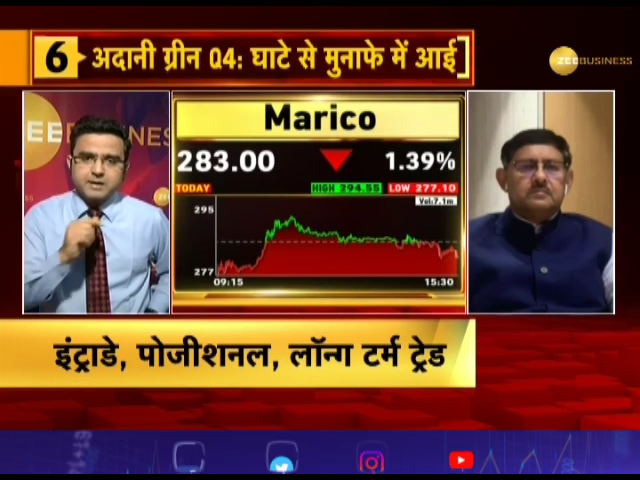 6 अदानी ग्रीन Q4: घाटे से मुनाफे में आई
ZEEBUSINESS
ZEEBUSINESS
Marico
283.00 1.39%
TODAY HIGH 294.55 LOW 277.10
Vol:7.1m
295
277
09:15 15:30
इंट्राडे, पोजीशनल, लॉन्ग टर्म ट्रेड